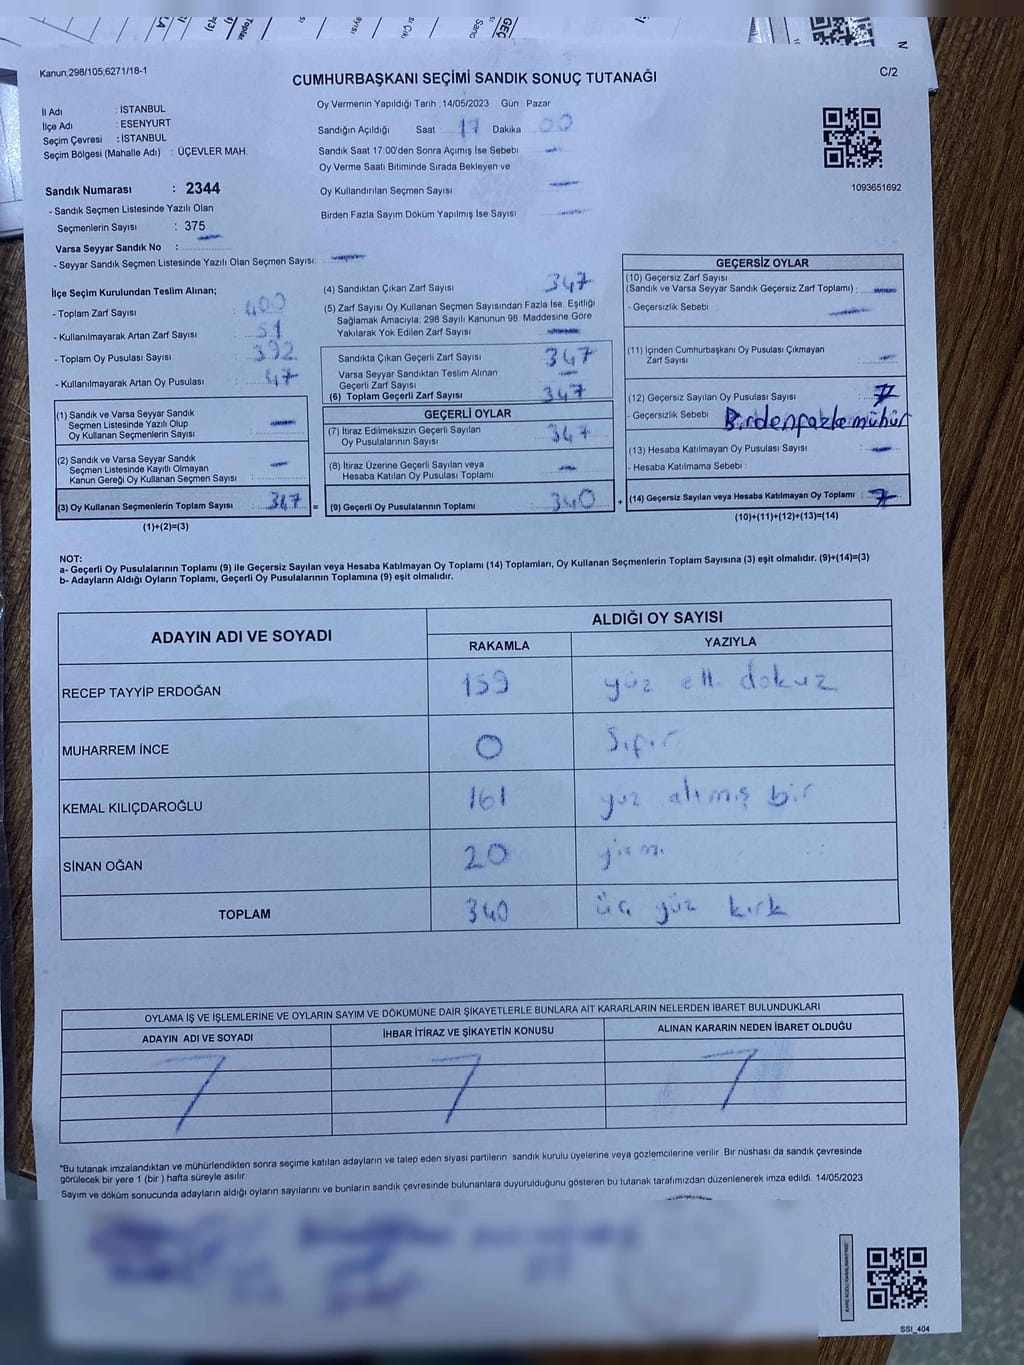 Kanun;298/105;6271/18-1
C/2
CUMHURBAŞKANI SEÇİMİ SANDIK SONUÇ TUTANAĞI
İl Adı : İSTANBUL
İlçe Adı : ESENYURT
Seçim Çevresi : İSTANBUL
Seçim Bölgesi (Mahalle Adı) : ÜÇEVLER MAH.
Oy Vermenin Yapıldığı Tarih : 14/05/2023 Gün : Pazar
Sandığın Açıldığı Saat 17 Dakika 00
Sandık Saat 17:00'den Sonra Açımış İse Sebebi
Oy Verme Saati Bitiminde Sırada Bekleyen ve
Oy Kullandırılan Seçmen Sayısı
Birden Fazla Sayım Döküm Yapılmış İse Sayısı
1093651692
Sandık Numarası : 2344
- Sandık Seçmen Listesinde Yazılı Olan
Seçmenlerin Sayısı : 375
Varsa Seyyar Sandık No :
- Seyyar Sandık Seçmen Listesinde Yazılı Olan Seçmen Sayısı:
İlçe Seçim Kurulundan Teslim Alınan;
- Toplam Zarf Sayısı : 400
- Kullanılmayarak Artan Zarf Sayısı : 51
- Toplam Oy Pusulası Sayısı : 392
- Kullanılmayarak Artan Oy Pusulası : 47
(1) Sandık ve Varsa Seyyar Sandık
Seçmen Listesinde Yazılı Olup
Oy Kullanan Seçmenlerin Sayısı
(2) Sandık ve Varsa Seyyar Sandık
Seçmen Listesinde Kayıtlı Olmayan
Kanun Gereği Oy Kullanan Seçmen Sayısı :
(3) Oy Kullanan Seçmenlerin Toplam Sayısı : 347 =
(1)+(2)=(3)
(4) Sandıktan Çıkan Zarf Sayısı 347
(5) Zarf Sayısı Oy Kullanan Seçmen Sayısından Fazla İse, Eşitliği
Sağlamak Amacıyla; 298 Sayılı Kanunun 98. Maddesine Göre
Yakılarak Yok Edilen Zarf Sayısı
Sandıkta Çıkan Geçerli Zarf Sayısı 347
Varsa Seyyar Sandıktan Teslim Alınan
Geçerli Zarf Sayısı
(6) Toplam Geçerli Zarf Sayısı 347
GEÇERLİ OYLAR
(7) İtiraz Edilmeksizin Geçerli Sayılan
Oy Pusulalarının Sayısı 347
(8) İtiraz Üzerine Geçerli Sayılan veya
Hesaba Katılan Oy Pusulası Toplamı
(9) Geçerli Oy Pusulalarının Toplamı 340 +
GEÇERSİZ OYLAR
(10) Geçersiz Zarf Sayısı
(Sandık ve Varsa Seyyar Sandık Geçersiz Zarf Toplamı) :
- Geçersizlik Sebebi :
(11) İçinden Cumhurbaşkanı Oy Pusulası Çıkmayan
Zarf Sayısı
(12) Geçersiz Sayılan Oy Pusulası Sayısı : 7
- Geçersizlik Sebebi Birdenfazlamühür
(13) Hesaba Katılmayan Oy Pusulası Sayısı :
- Hesaba Katılmama Sebebi :
(14) Geçersiz Sayılan veya Hesaba Katılmayan Oy Toplamı : 7
(10)+(11)+(12)+(13)=(14)
NOT:
a- Geçerli Oy Pusulalarının Toplamı (9) ile Geçersiz Sayılan veya Hesaba Katılmayan Oy Toplamı (14) Toplamları, Oy Kullanan Seçmenlerin Toplam Sayısına (3) eşit olmalıdır. (9)+(14)=(3)
b- Adayların Aldığı Oyların Toplamı, Geçerli Oy Pusulalarının Toplamına (9) eşit olmalıdır.
ADAYIN ADI VE SOYADI
ALDIĞI OY SAYISI
RAKAMLA YAZIYLA
RECEP TAYYİP ERDOĞAN 159 yüz elli dokuz
MUHARREM İNCE 0 Sıfır
KEMAL KILIÇDAROĞLU 161 yüz altmış bir
SİNAN OĞAN 20 yirmi
TOPLAM 340 üç yüz kırk
OYLAMA İŞ VE İŞLEMLERİNE VE OYLARIN SAYIM VE DÖKÜMÜNE DAİR ŞİKAYETLERLE BUNLARA AİT KARARLARIN NELERDEN İBARET BULUNDUKLARI
ADAYIN ADI VE SOYADI İHBAR İTİRAZ VE ŞİKAYETİN KONUSU ALINAN KARARIN NEDEN İBARET OLDUĞU
*Bu tutanak imzalandıktan ve mühürlendikten sonra seçime katılan adayların ve talep eden siyasi partilerin sandık kurulu üyelerine veya gözlemcilerine verilir. Bir nüshası da sandık çevresinde
görülecek bir yere 1 (bir ) hafta süreyle asılır.
Sayım ve döküm sonucunda adayların aldığı oyların sayılarını ve bunların sandık çevresinde bulunanlara duyurulduğunu gösteren bu tutanak tarafımızdan düzenlenerek imza edildi. 14/05/2023
SSI_404